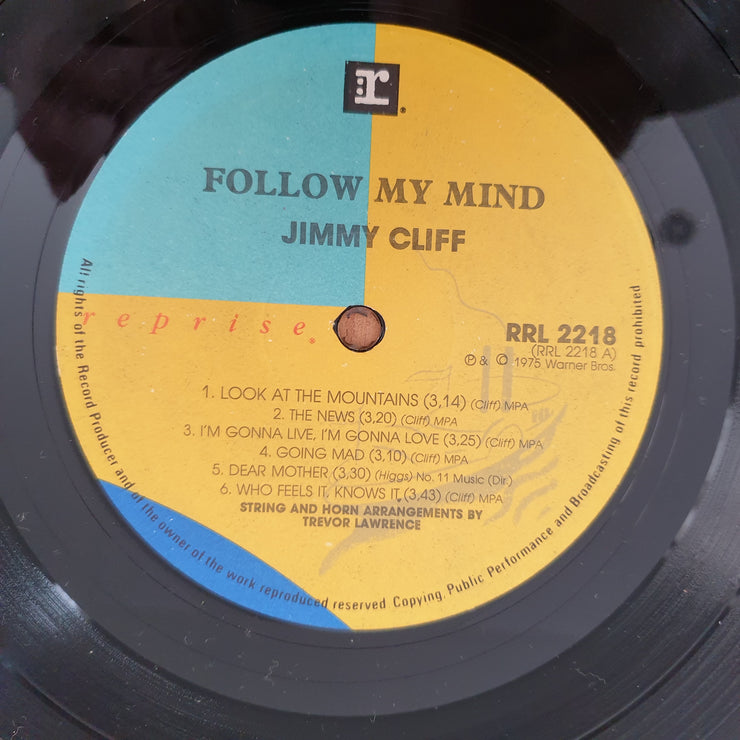 :r
FOLLOW MY MIND
JIMMY CLIFF
reprise
RRL 2218
(RRL 2218 A)
℗ & © 1975 Warner Bros.
1. LOOK AT THE MOUNTAINS (3,14) (Cliff) MPA
2. THE NEWS (3,20) (Cliff) MPA
3. I'M GONNA LIVE, I'M GONNA LOVE (3,25) (Cliff) MPA
4. GOING MAD (3,10) (Cliff) MPA
5. DEAR MOTHER (3,30) (Higgs) No. 11 Music (Dir.)
6. WHO FEELS IT, KNOWS IT (3,43) (Cliff) MPA
STRING AND HORN ARRANGEMENTS BY
TREVOR LAWRENCE
All rights of the Record Producer and of the owner of the work reproduced reserved. Copying, Public Performance and Broadcasting of this record prohibited